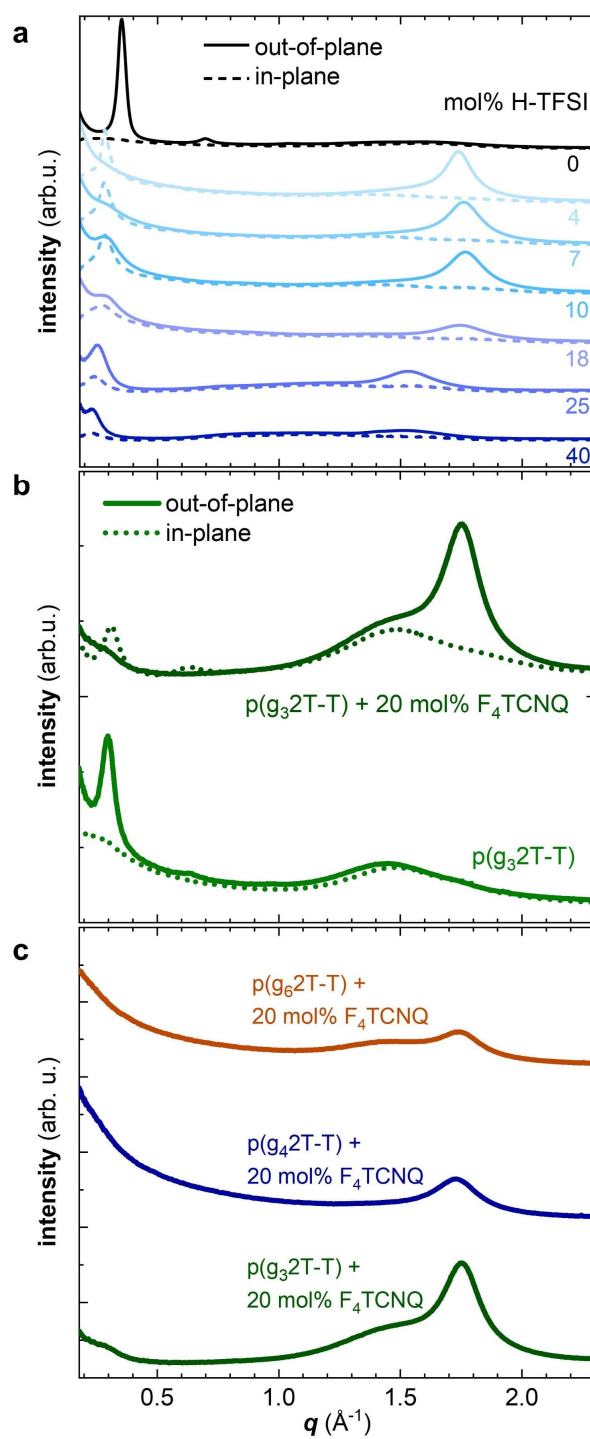 a
out-of-plane
in-plane
mol% H-TFSI
0
4
7
10
18
25
40
intensity (arb.u.)
b
out-of-plane
in-plane
p(g₃2T-T) + 20 mol% F₄TCNQ
p(g₃2T-T)
intensity (arb.u.)
c
p(g₆2T-T) +
20 mol% F₄TCNQ
p(g₄2T-T) +
20 mol% F₄TCNQ
p(g₃2T-T) +
20 mol% F₄TCNQ
intensity (arb. u.)
0.5 1.0 1.5 2.0
q (Å⁻¹)